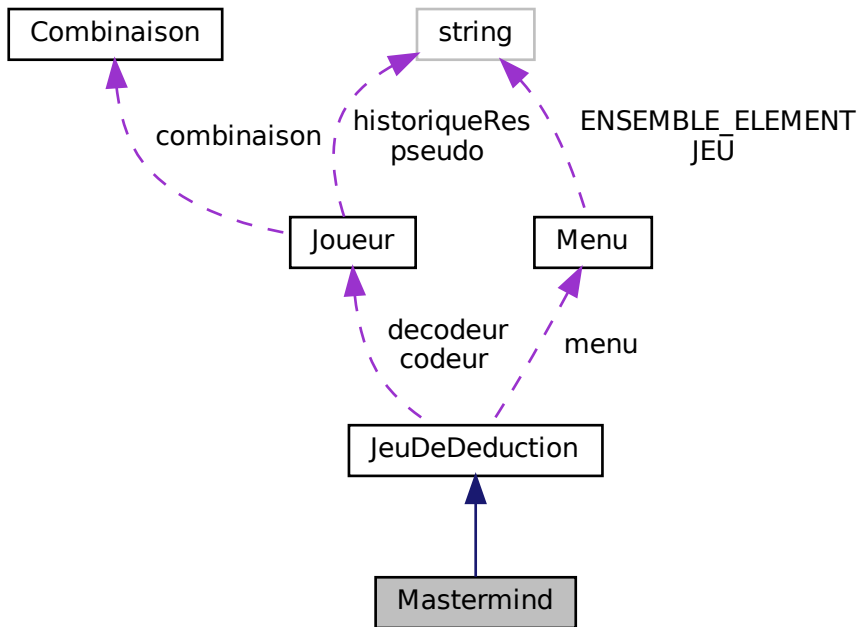 Combinaison
string
combinaison
historiqueRes
pseudo
ENSEMBLE_ELEMENT
JEU
Joueur
Menu
decodeur
codeur
menu
JeuDeDeduction
Mastermind